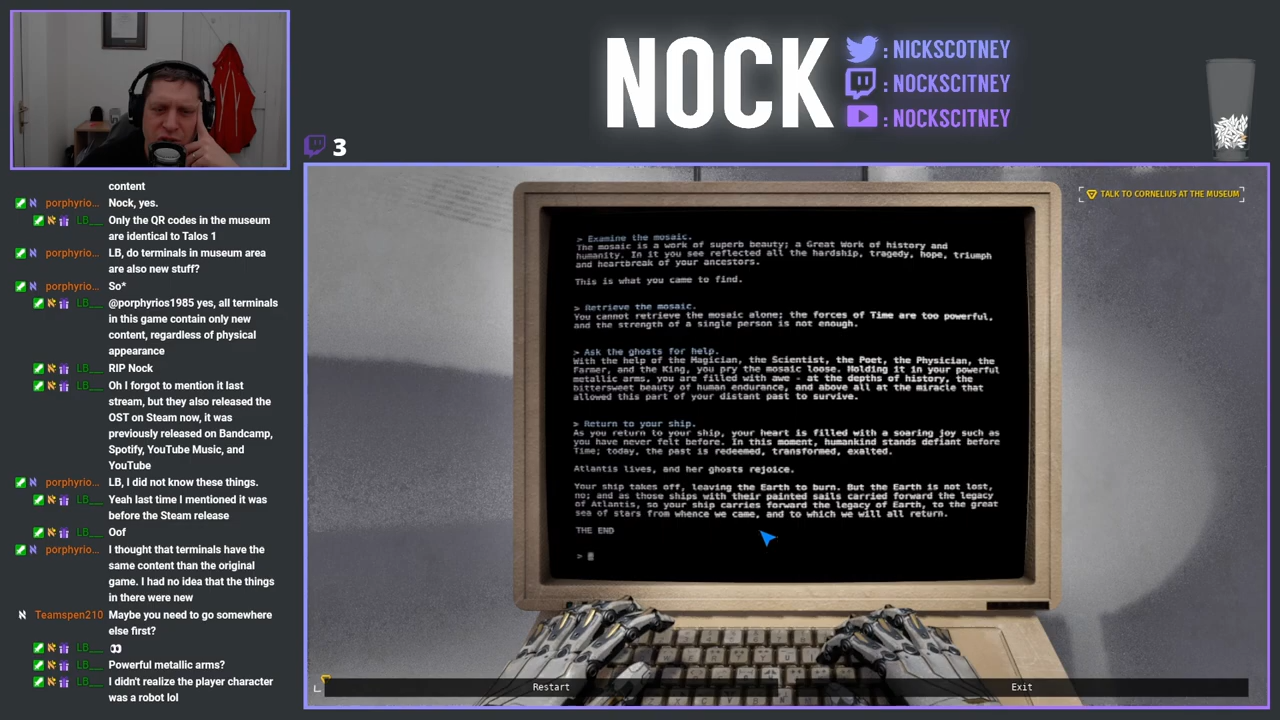 NOCK
: NICKSCOTNEY
: NOCKSCITNEY
: NOCKSCITNEY
3
content
porphyrio... Nock, yes.
LB__ Only the QR codes in the museum
are identical to Talos 1
porphyrio... LB, do terminals in museum area
are also new stuff?
porphyrio... So*
LB__ @porphyrios1985 yes, all terminals
in this game contain only new
content, regardless of physical
appearance
LB__ RIP Nock
LB__ Oh I forgot to mention it last
stream, but they also released the
OST on Steam now, it was
previously released on Bandcamp,
Spotify, YouTube Music, and
YouTube
porphyrio... LB, I did not know these things.
LB__ Yeah last time I mentioned it was
before the Steam release
LB__ Oof
porphyrio... I thought that terminals have the
same content than the original
game. I had no idea that the things
in there were new
Teamspen210 Maybe you need to go somewhere
else first?
LB__
LB__ Powerful metallic arms?
LB__ I didn't realize the player character
was a robot lol
TALK TO CORNELIUS AT THE MUSEUM
> Examine the mosaic.
The mosaic is a work of superb beauty; a Great Work of history and
humanity. In it you see reflected all the hardship, tragedy, hope, triumph
and heartbreak of your ancestors.
This is what you came to find.
> Retrieve the mosaic.
You cannot retrieve the mosaic alone; the forces of Time are too powerful,
and the strength of a single person is not enough.
> Ask the ghosts for help.
With the help of the Magician, the Scientist, the Poet, the Physician, the
Farmer, and the King, you pry the mosaic loose. Holding it in your powerful
metallic arms, you are filled with awe - at the depths of history, the
bittersweet beauty of human endurance, and above all at the miracle that
allowed this part of your distant past to survive.
> Return to your ship.
As you return to your ship, your heart is filled with a soaring joy such as
you have never felt before. In this moment, humankind stands defiant before
Time; today, the past is redeemed, transformed, exalted.
Atlantis lives, and her ghosts rejoice.
Your ship takes off, leaving the Earth to burn. But the Earth is not lost,
no; and as those ships with their painted sails carried forward the legacy
of Atlantis, so your ship carries forward the legacy of Earth, to the great
sea of stars from whence we came, and to which we will all return.
THE END
>
Restart
Exit